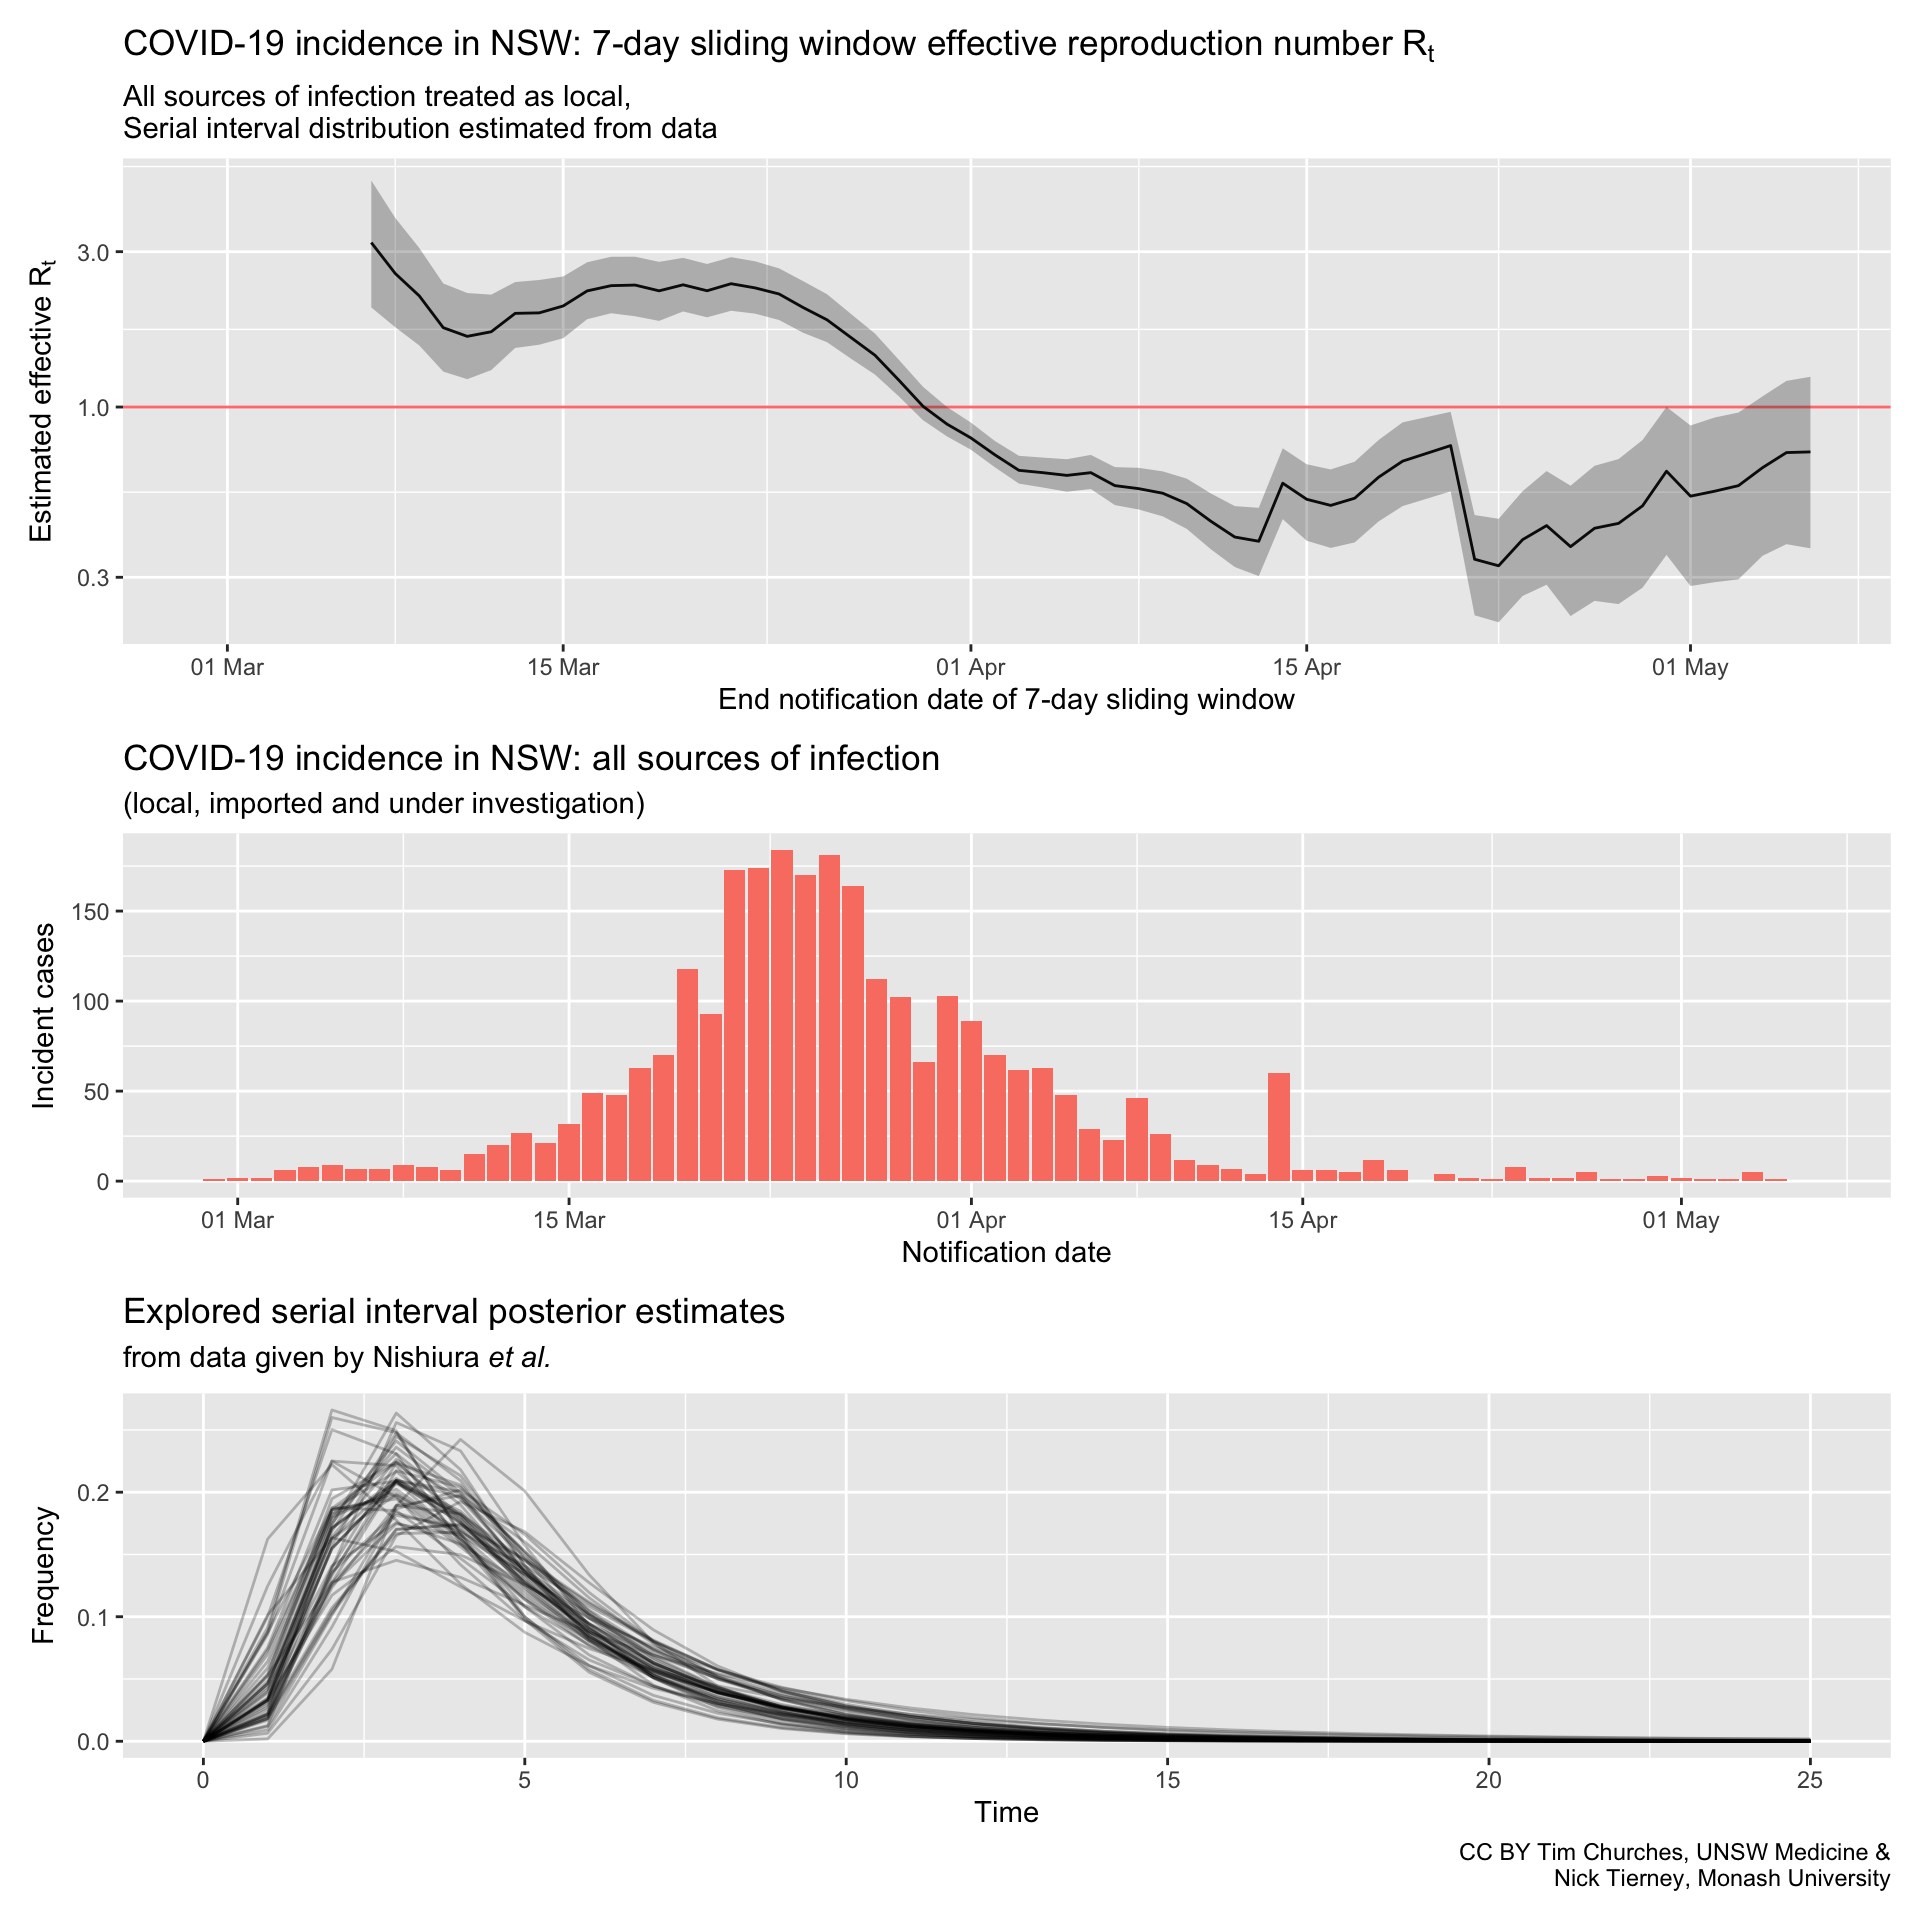 COVID-19 incidence in NSW: 7-day sliding window effective reproduction number Rt
All sources of infection treated as local,
Serial interval distribution estimated from data
Estimated effective Rt
3.0
1.0
0.3
01 Mar 15 Mar 01 Apr 15 Apr 01 May
End notification date of 7-day sliding window
COVID-19 incidence in NSW: all sources of infection
(local, imported and under investigation)
Incident cases
150
100
50
0
01 Mar 15 Mar 01 Apr 15 Apr 01 May
Notification date
Explored serial interval posterior estimates
from data given by Nishiura et al.
Frequency
0.2
0.1
0.0
0 5 10 15 20 25
Time
CC BY Tim Churches, UNSW Medicine &
Nick Tierney, Monash University